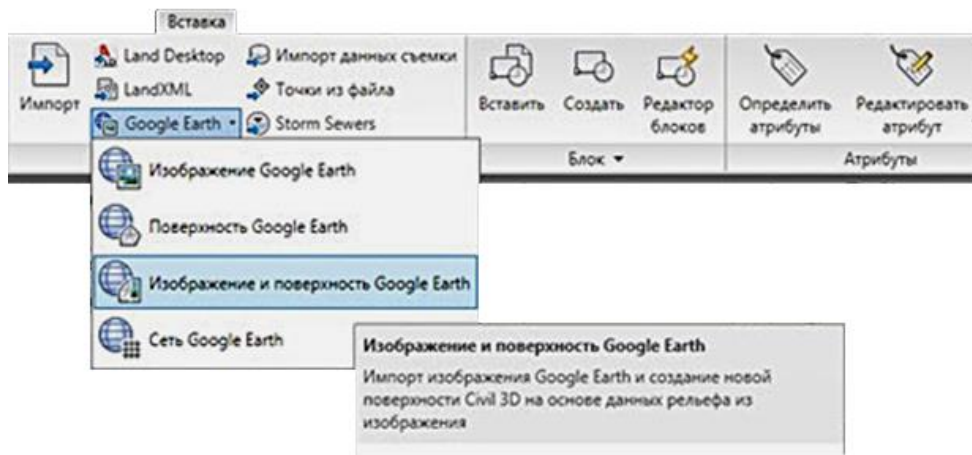 Вставка
Импорт
Land Desktop
LandXML
Google Earth
Импорт данных съемки
Точки из файла
Storm Sewers
Вставить
Создать
Редактор
блоков
Блок
Определить
атрибуты
Редактировать
атрибут
Атрибуты
Изображение Google Earth
Поверхность Google Earth
Изображение и поверхность Google Earth
Сеть Google Earth
Изображение и поверхность Google Earth
Импорт изображения Google Earth и создание новой
поверхности Civil 3D на основе данных рельефа из
изображения